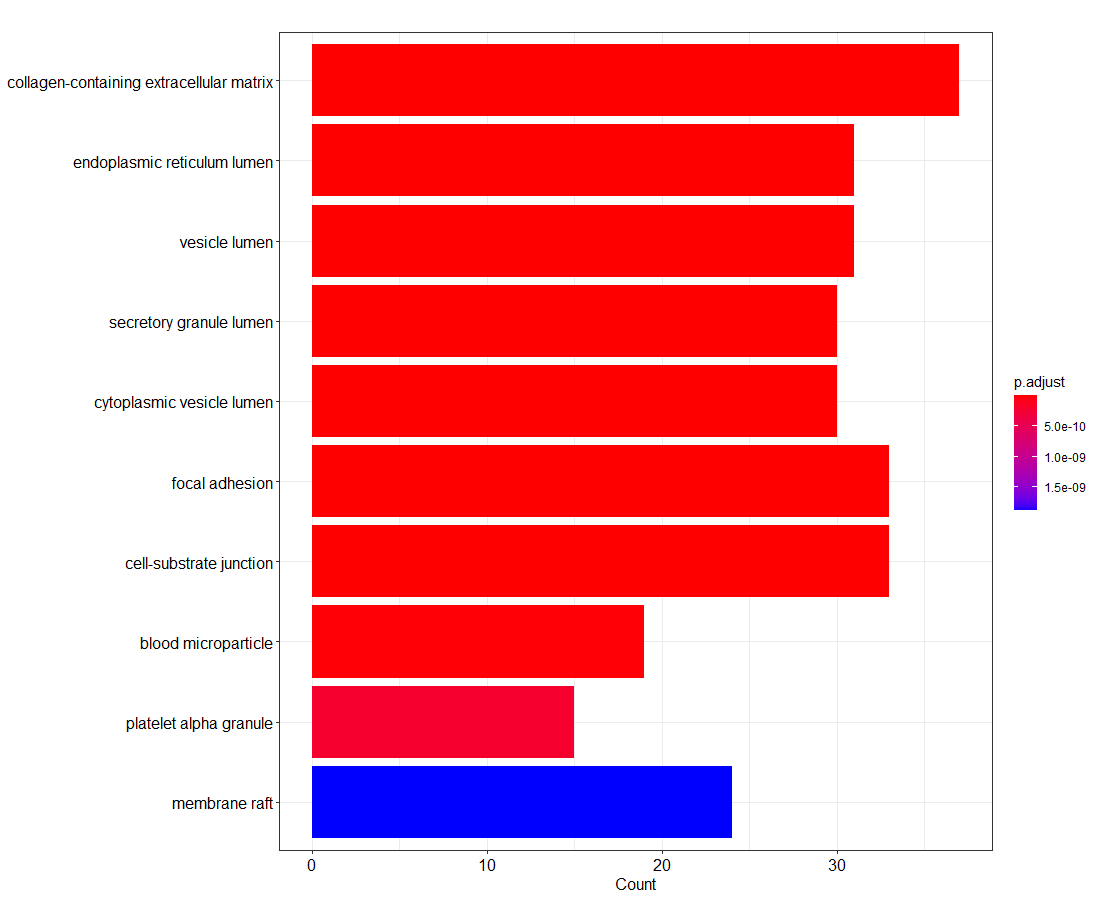 collagen-containing extracellular matrix
endoplasmic reticulum lumen
vesicle lumen
secretory granule lumen
cytoplasmic vesicle lumen
focal adhesion
cell-substrate junction
blood microparticle
platelet alpha granule
membrane raft
0 10 20 30
Count
p.adjust
5.0e-10
1.0e-09
1.5e-09